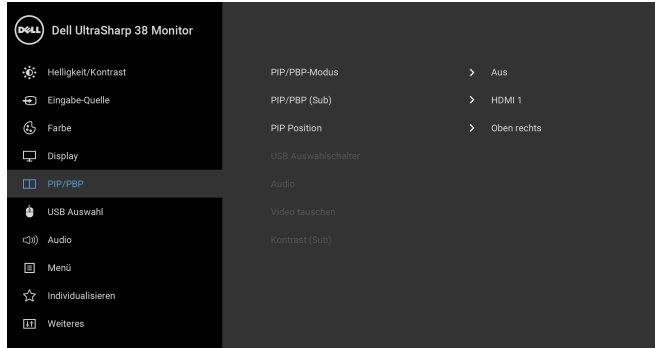 DELL Dell UltraSharp 38 Monitor
Helligkeit/Kontrast
Eingabe-Quelle
Farbe
Display
PIP/PBP
USB Auswahl
Audio
Menü
Individualisieren
Weiteres
PIP/PBP-Modus > Aus
PIP/PBP (Sub) > HDMI 1
PIP Position > Oben rechts
USB Auswahlschalter
Audio
Video tauschen
Kontrast (Sub)